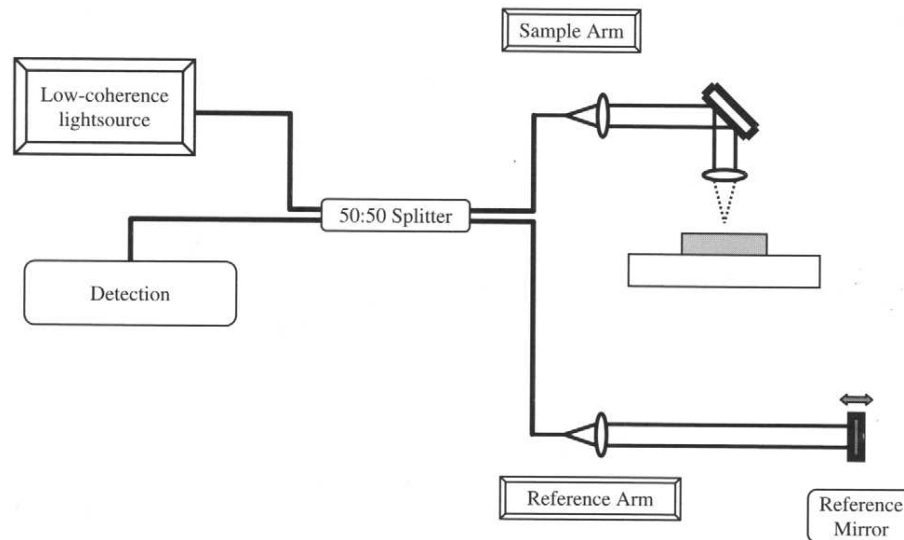 Sample Arm
Low-coherence
lightsource
50:50 Splitter
Detection
Reference Arm
Reference
Mirror